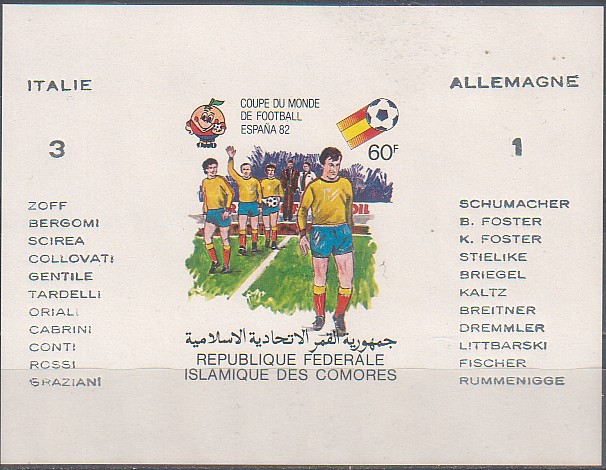 ITALIE
3
ZOFF
BERGOMI
SCIREA
COLLOVATI
GENTILE
TARDELLI
ORIALI
CABRINI
CONTI
ROSSI
GRAZIANI
COUPE DU MONDE
DE FOOTBALL
ESPAÑA 82
60F
جمهورية القمر الاتحادية الاسلامية
REPUBLIQUE FEDERALE
ISLAMIQUE DES COMORES
ALLEMAGNE
1
SCHUMACHER
B. FOSTER
K. FOSTER
STIELIKE
BRIEGEL
KALTZ
BREITNER
DREMMLER
LITTBARSKI
FISCHER
RUMMENIGGE